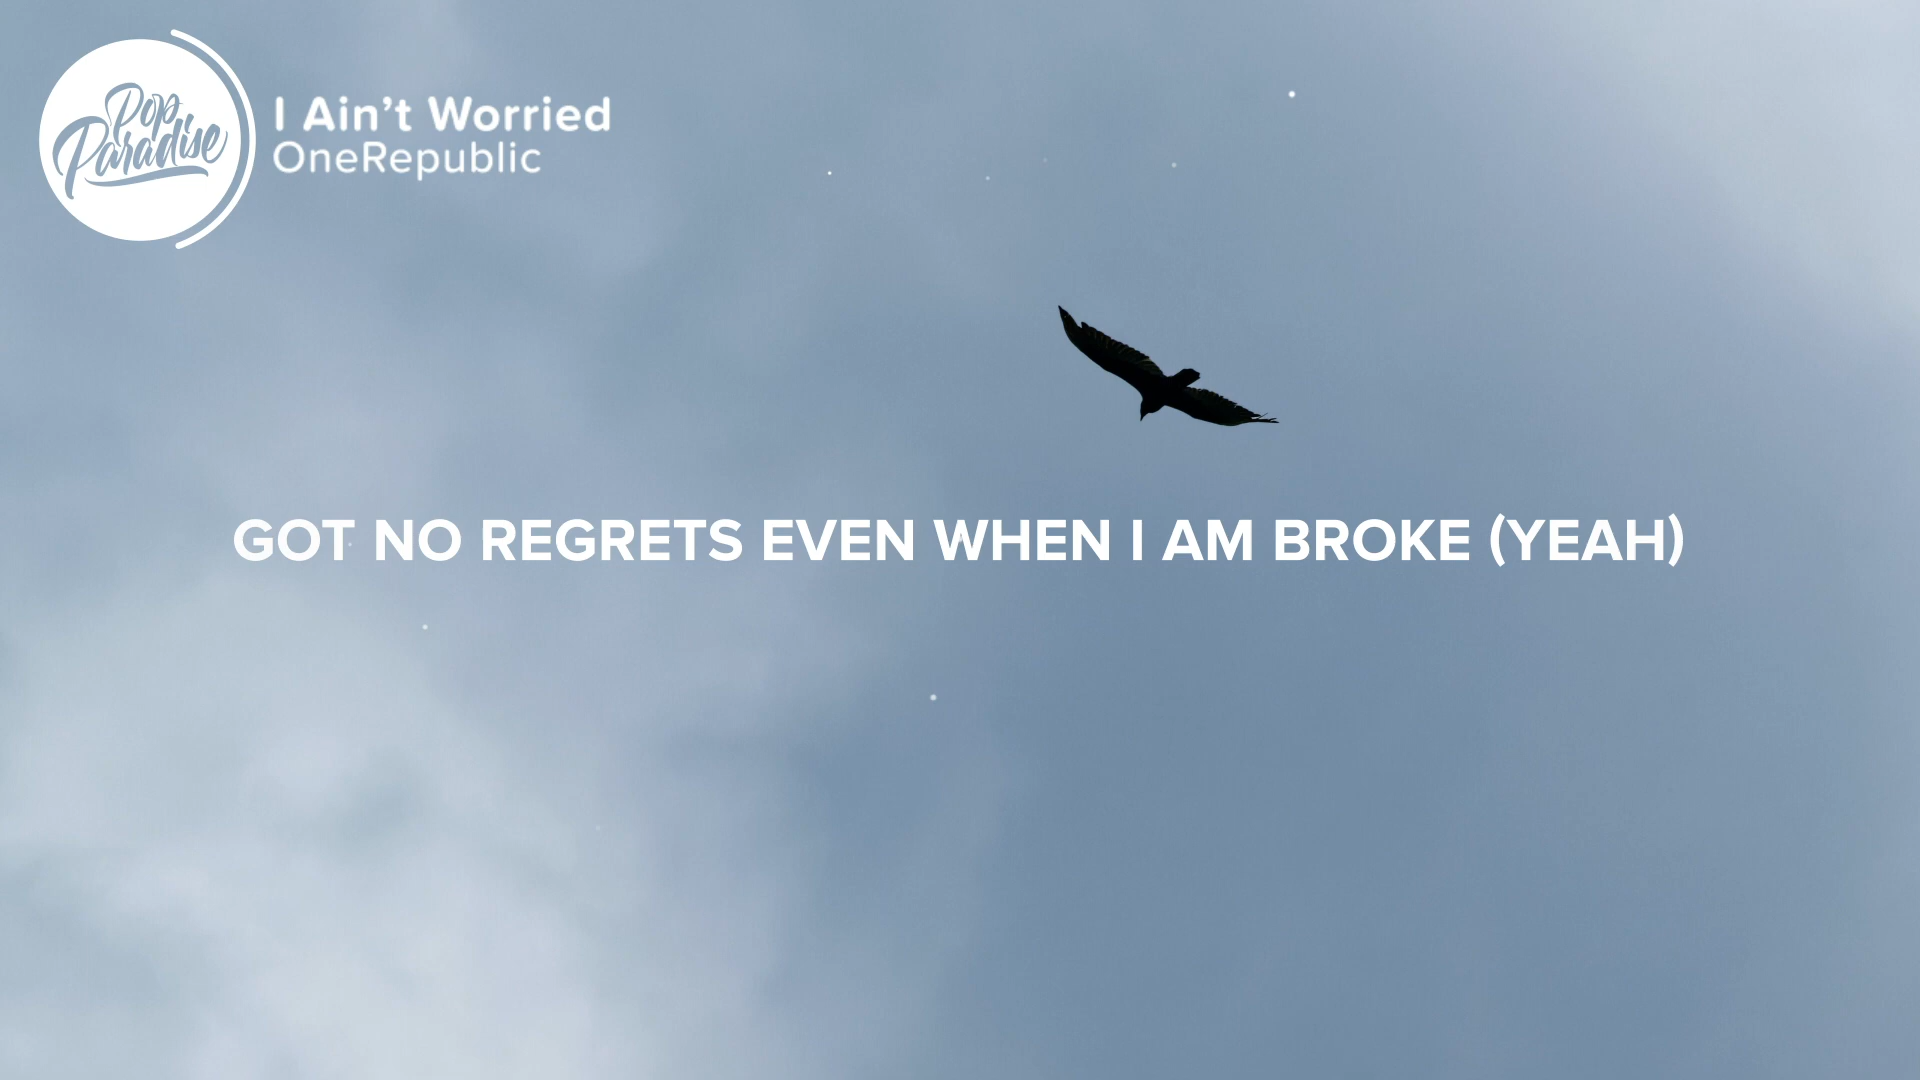 Pop
Paradise
I Ain't Worried
OneRepublic
GOT NO REGRETS EVEN WHEN I AM BROKE (YEAH)